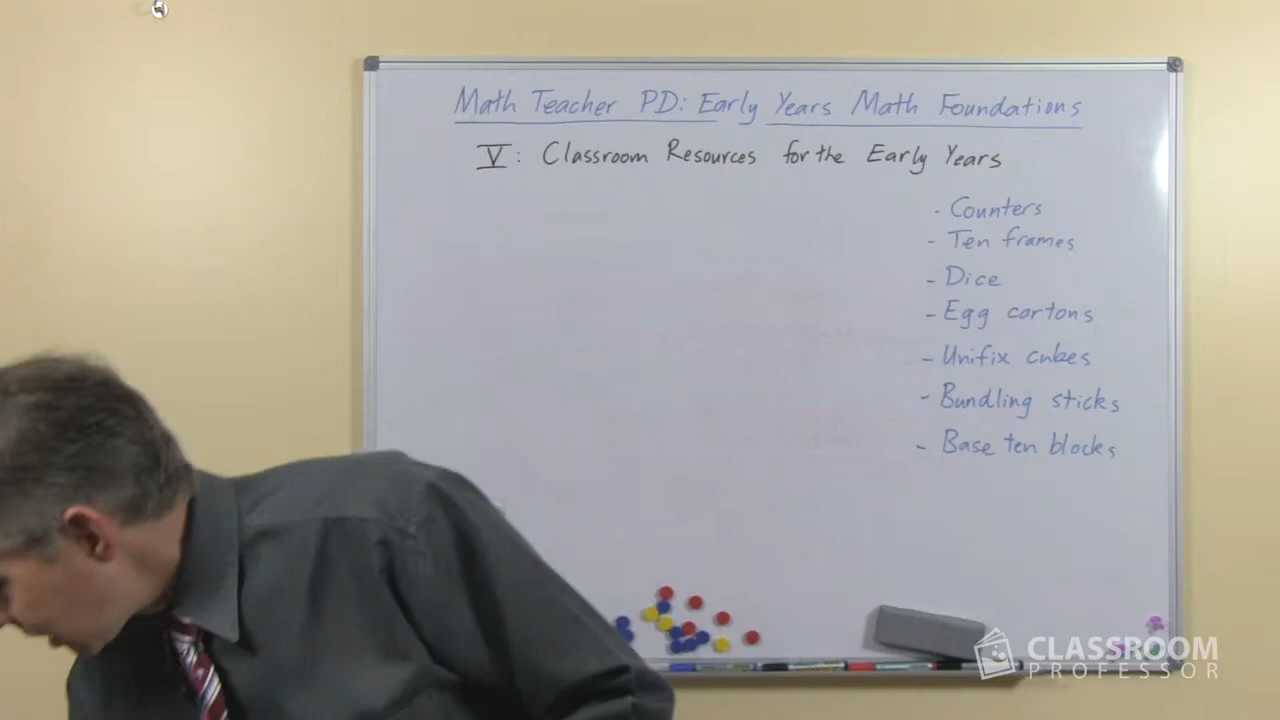 Math Teacher PD: Early Years Math Foundations
V: Classroom Resources for the Early Years
- Counters
- Ten frames
- Dice
- Egg cartons
- Unifix cubes
- Bundling sticks
- Base ten blocks
CLASSROOM
PROFESSOR